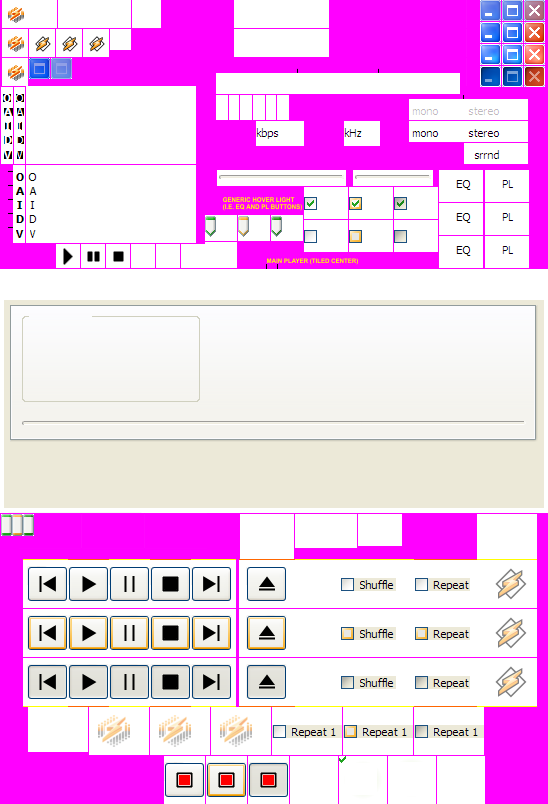 O O
A A
I I
D D
V V
kbps kHz
mono stereo
mono stereo
srrnd
O O
A A
I I
D D
V V
GENERIC HOVER LIGHT
(I.E. EQ AND PL BUTTONS)
EQ PL
EQ PL
EQ PL
MAIN PLAYER (TILED CENTER)
Shuffle Repeat
Shuffle Repeat
Shuffle Repeat
Repeat 1 Repeat 1 Repeat 1